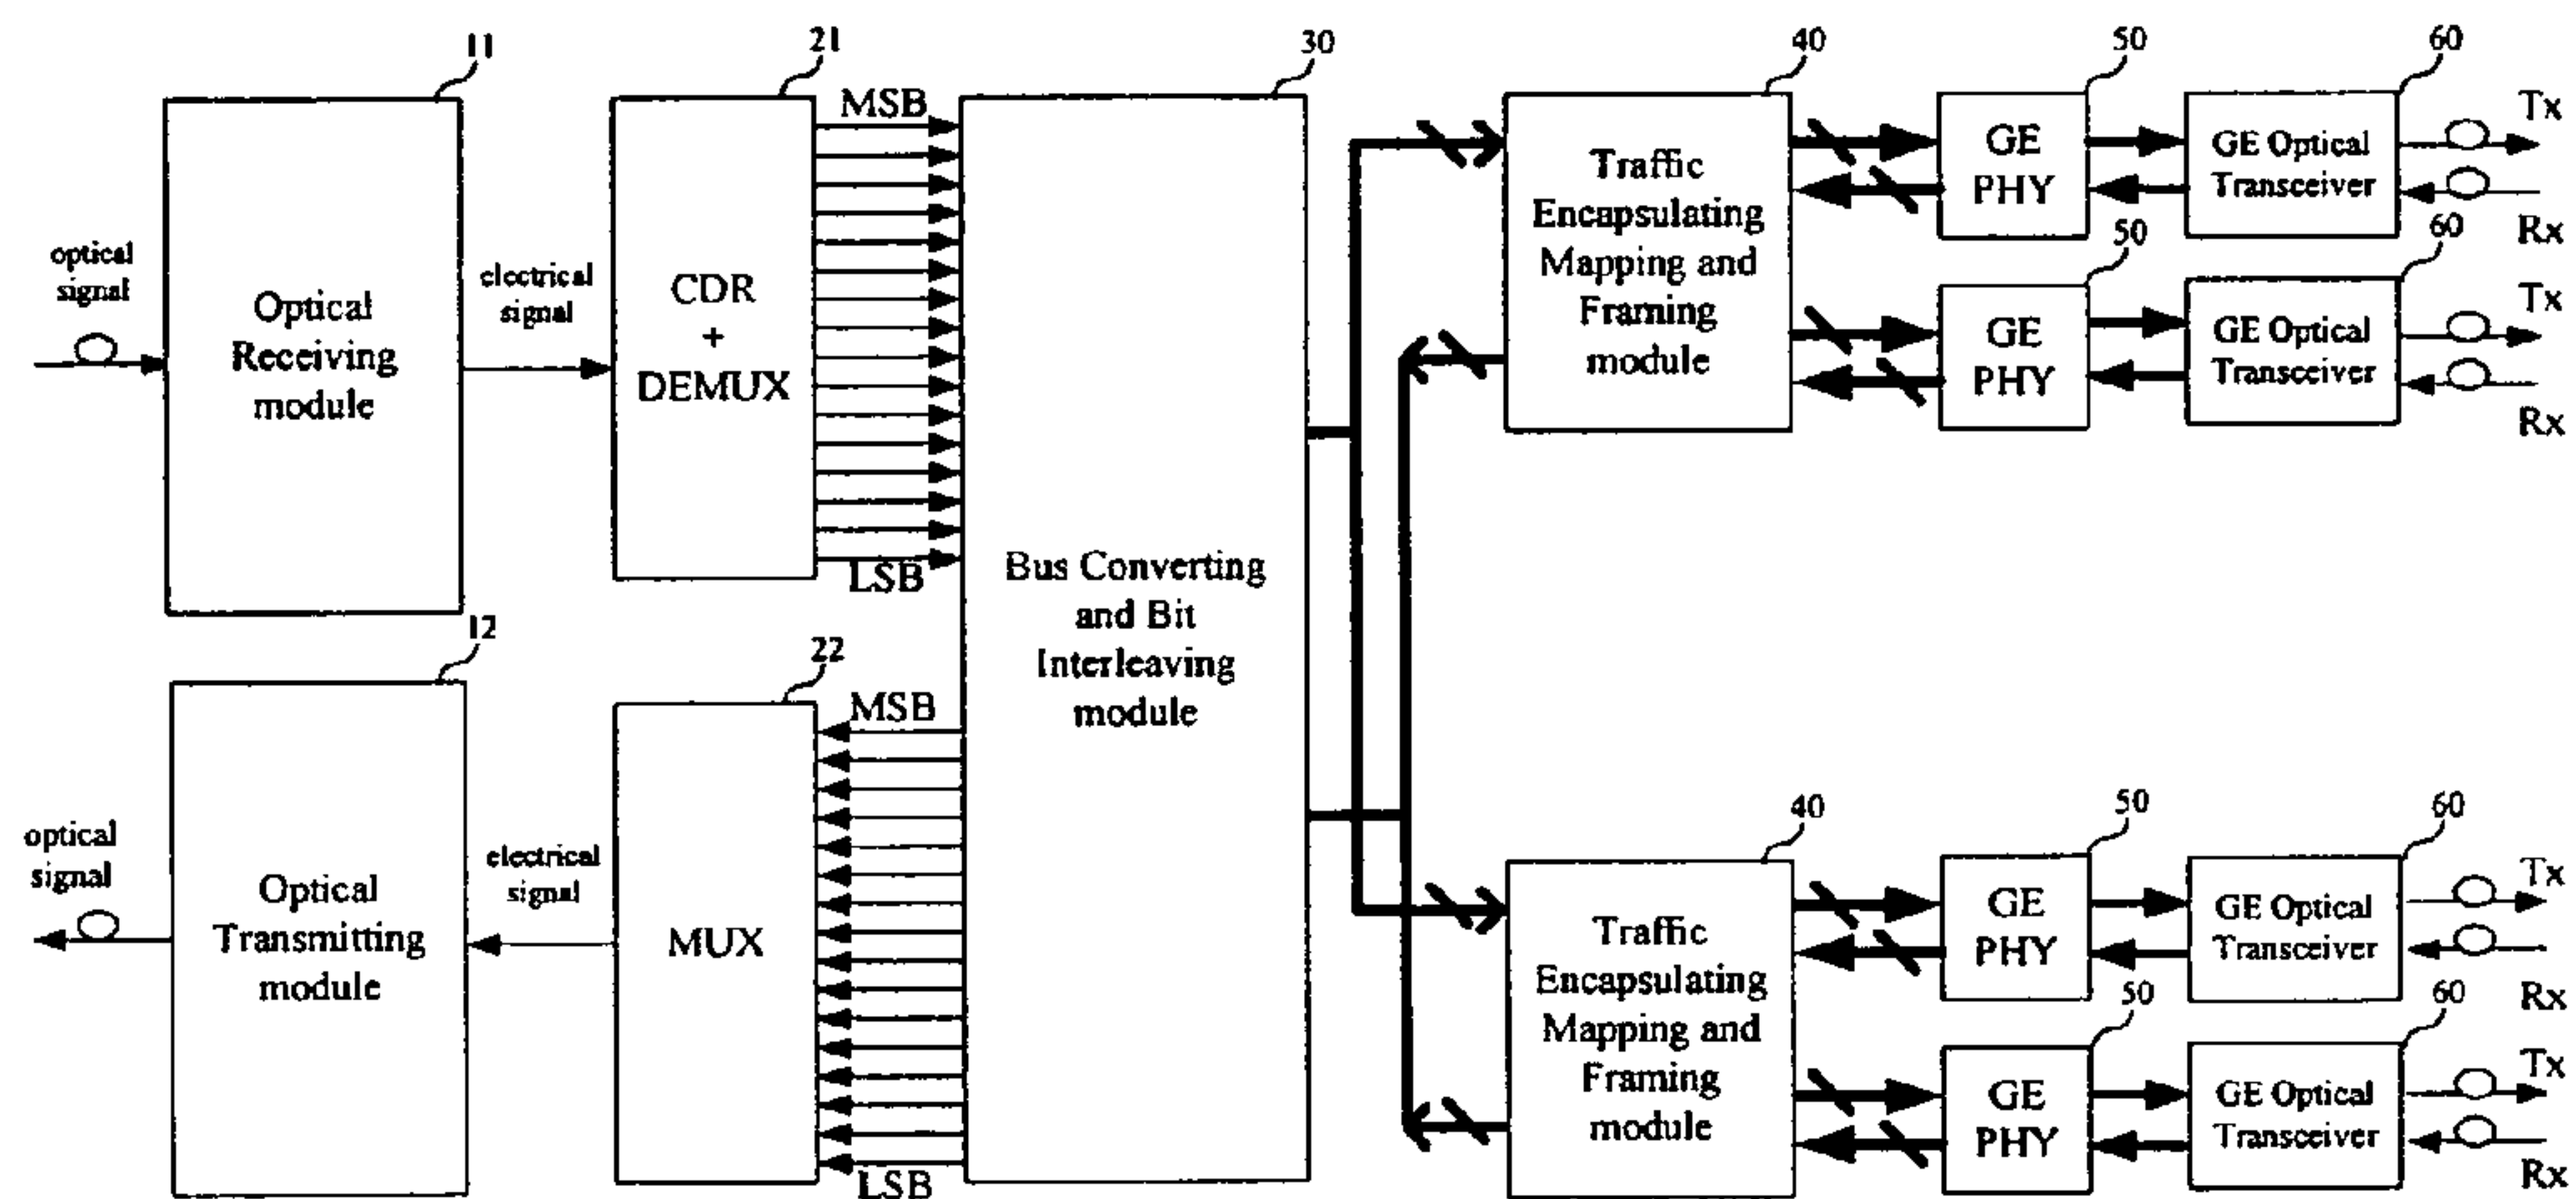 11
21
30
40
50
60
optical
signal
Optical
Receiving
module
electrical
signal
CDR
+
DEMUX
MSB
LSB
Bus Converting
and Bit
Interleaving
module
Traffic
Encapsulating
Mapping and
Framing
module
GE
PHY
GE Optical
Transceiver
Tx
Rx
50
60
GE
PHY
GE Optical
Transceiver
Tx
Rx
12
22
optical
signal
Optical
Transmitting
module
electrical
signal
MUX
MSB
LSB
40
50
60
Traffic
Encapsulating
Mapping and
Framing
module
GE
PHY
GE Optical
Transceiver
Tx
Rx
50
60
GE
PHY
GE Optical
Transceiver
Tx
Rx